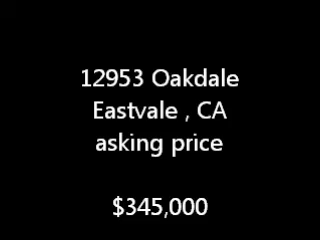 12953 Oakdale
Eastvale , CA
asking price
$345,000